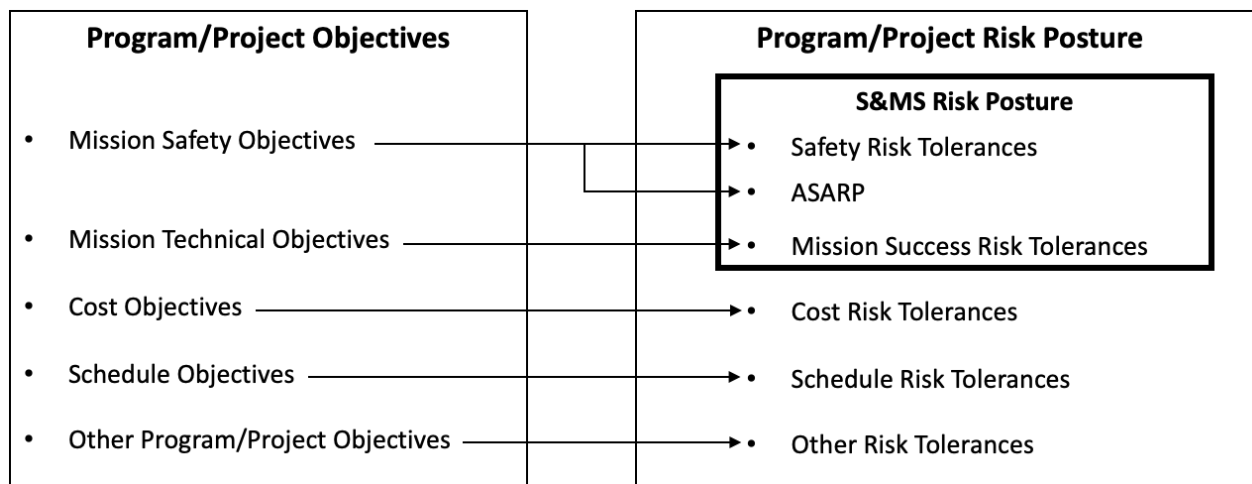 Program/Project Objectives
• Mission Safety Objectives
• Mission Technical Objectives
• Cost Objectives
• Schedule Objectives
• Other Program/Project Objectives
Program/Project Risk Posture
S&MS Risk Posture
• Safety Risk Tolerances
• ASARP
• Mission Success Risk Tolerances
• Cost Risk Tolerances
• Schedule Risk Tolerances
• Other Risk Tolerances